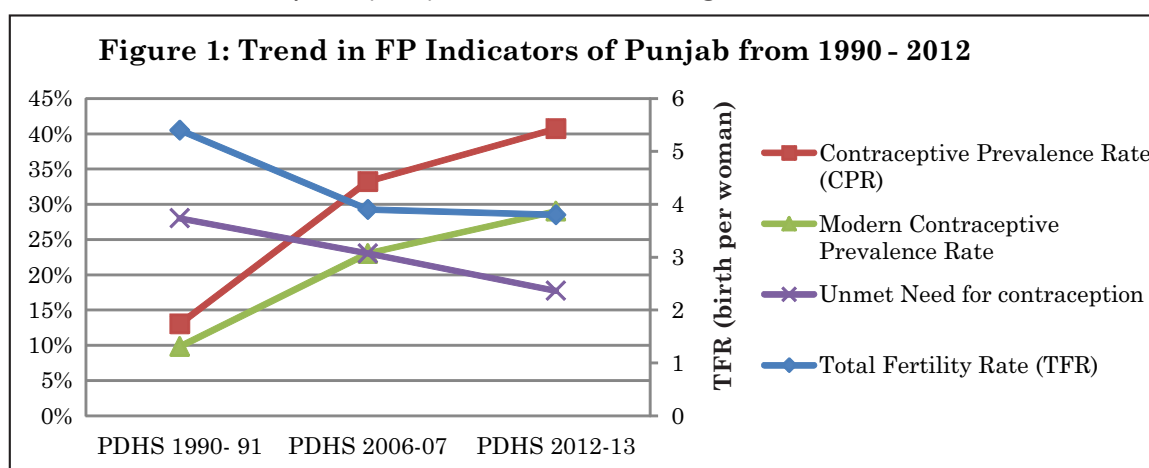 Figure 1: Trend in FP Indicators of Punjab from 1990 - 2012
45%
40%
35%
30%
25%
20%
15%
10%
5%
0%
6
5
4
3
2
1
0
TFR (birth per woman)
PDHS 1990- 91
PDHS 2006-07
PDHS 2012-13
Contraceptive Prevalence Rate
(CPR)
Modern Contraceptive
Prevalence Rate
Unmet Need for contraception
Total Fertility Rate (TFR)